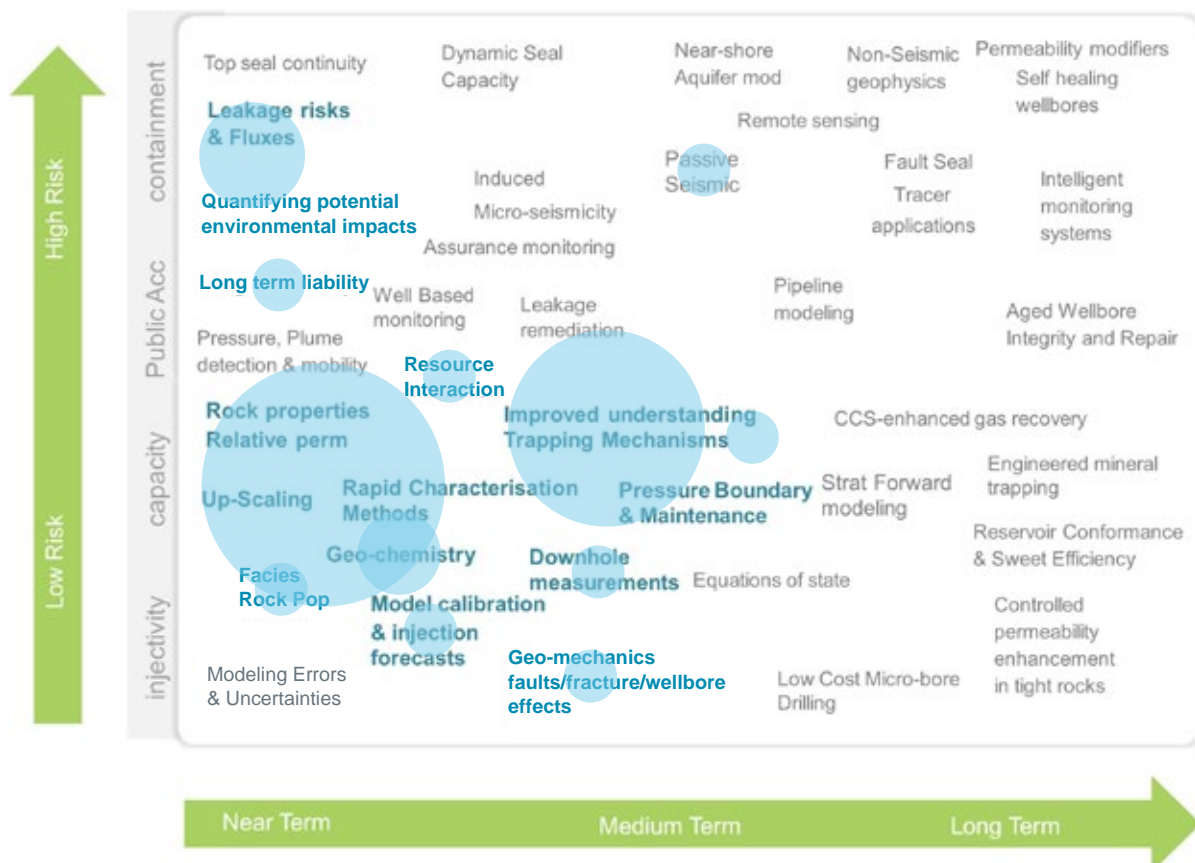 High Risk
Low Risk
containment
Public Acc
capacity
injectivity
Top seal continuity
Dynamic Seal
Capacity
Near-shore
Aquifer mod
Non-Seismic
geophysics
Permeability modifiers
Self healing
wellbores
Leakage risks
& Fluxes
Remote sensing
Passive
Seismic
Fault Seal
Tracer
applications
Induced
Micro-seismicity
Intelligent
monitoring
systems
Quantifying potential
environmental impacts
Assurance monitoring
Long term liability
Well Based
monitoring
Leakage
remediation
Pipeline
modeling
Aged Wellbore
Integrity and Repair
Pressure, Plume
detection & mobility
Resource
Interaction
Rock properties
Relative perm
Improved understanding
Trapping Mechanisms
CCS-enhanced gas recovery
Up-Scaling
Rapid Characterisation
Methods
Pressure Boundary
& Maintenance
Strat Forward
modeling
Engineered mineral
trapping
Geo-chemistry
Downhole
measurements
Equations of state
Reservoir Conformance
& Sweet Efficiency
Facies
Rock Pop
Model calibration
& injection
forecasts
Controlled
permeability
enhancement
in tight rocks
Modeling Errors
& Uncertainties
Geo-mechanics
faults/fracture/wellbore
effects
Low Cost Micro-bore
Drilling
Near Term
Medium Term
Long Term